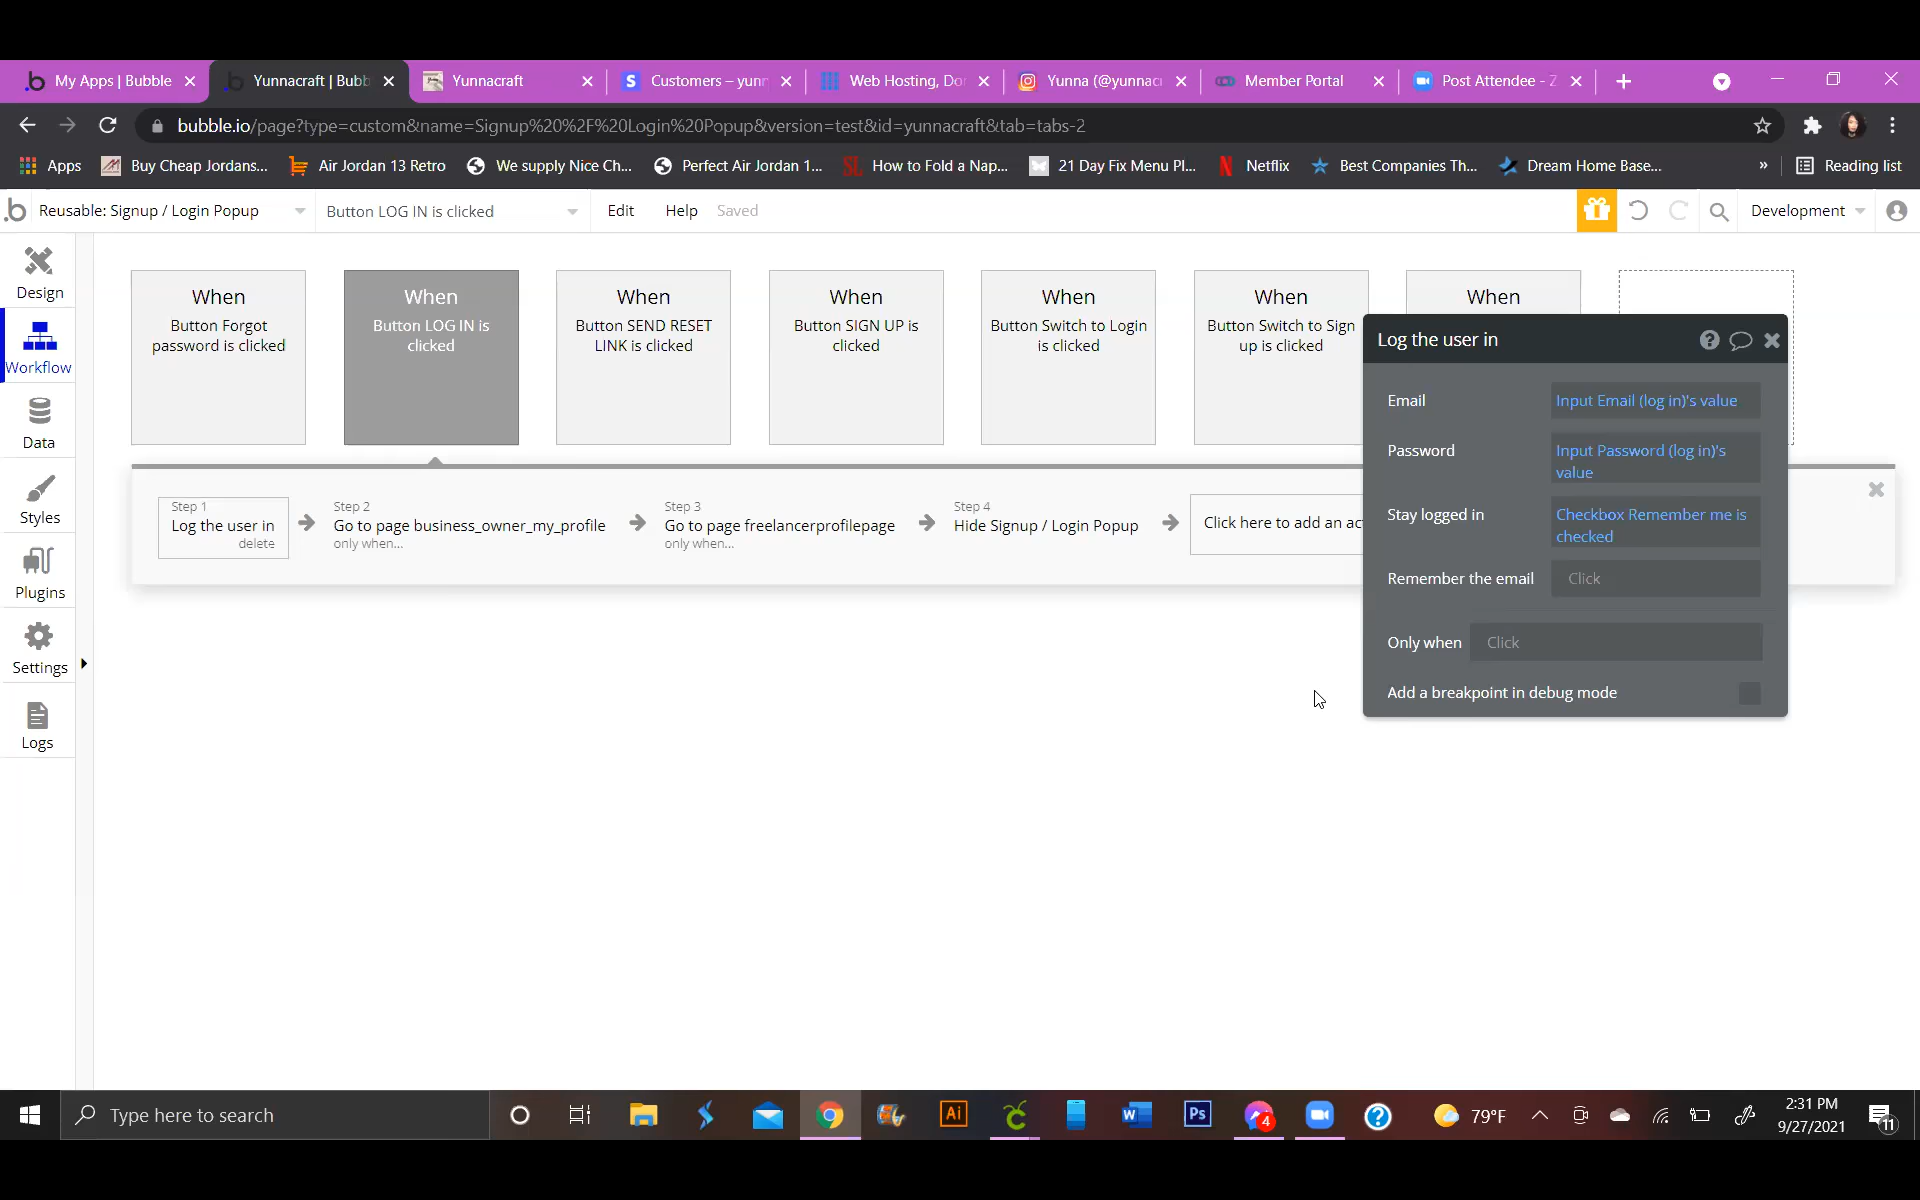 My Apps | Bubble
Yunnacraft | Bubb
Yunnacraft
Customers – yunn
Web Hosting, Do
Yunna (@yunnac
Member Portal
Post Attendee - Z
bubble.io/page?type=custom&name=Signup%20%2F%20Login%20Popup&version=test&id=yunnacraft&tab=tabs-2
Apps
Buy Cheap Jordans...
Air Jordan 13 Retro
We supply Nice Ch...
Perfect Air Jordan 1...
How to Fold a Nap...
21 Day Fix Menu Pl...
Netflix
Best Companies Th...
Dream Home Base...
»
Reading list
Reusable: Signup / Login Popup
Button LOG IN is clicked
Edit
Help
Saved
Development
Design
Workflow
Data
Styles
Plugins
Settings
Logs
When
Button Forgot
password is clicked
When
Button LOG IN is
clicked
When
Button SEND RESET
LINK is clicked
When
Button SIGN UP is
clicked
When
Button Switch to Login
is clicked
When
Button Switch to Sign
up is clicked
When
Step 1
Log the user in
delete
Step 2
Go to page business_owner_my_profile
only when...
Step 3
Go to page freelancerprofilepage
only when...
Step 4
Hide Signup / Login Popup
Click here to add an ac
Log the user in
Email
Input Email (log in)'s value
Password
Input Password (log in)'s
value
Stay logged in
Checkbox Remember me is
checked
Remember the email
Click
Only when
Click
Add a breakpoint in debug mode
Type here to search
Ai
Ps
4
79°F
2:31 PM
9/27/2021
11